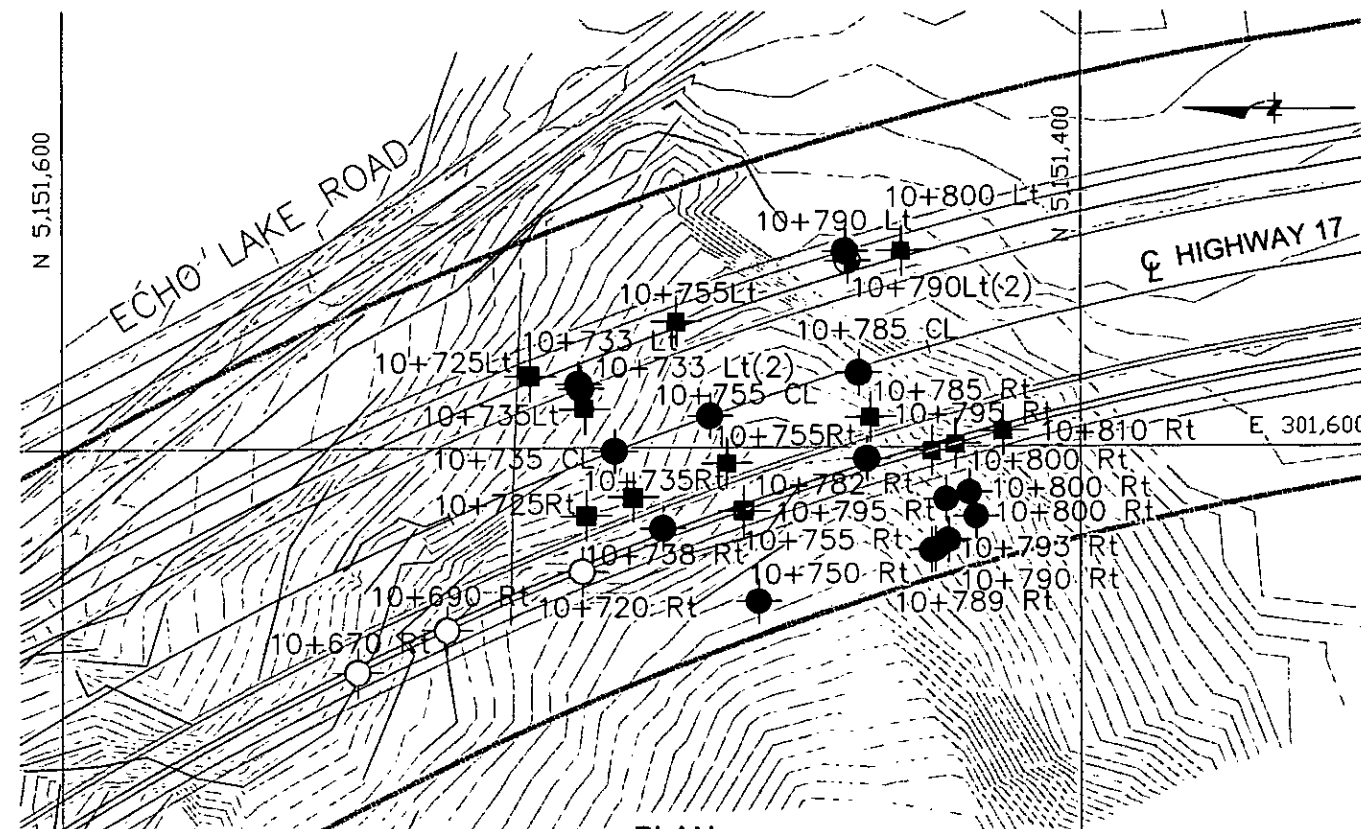 N 5,151,600
N 5,151,400
ECHO LAKE ROAD
10+800 Lt
10+790 Lt
℄ HIGHWAY 17
10+790Lt(2)
10+755Lt
10+785 CL
10+733 Lt
10+725Lt
10+733 Lt(2)
10+755 CL
10+785 Rt
10+735Lt
10+795 Rt
10+810 Rt
E 301,600
10+755Rt
10+735 CL
10+800 Rt
10+735Rt
10+782 Rt
10+800 Rt
10+725Rt
10+795 Rt
10+800 Rt
10+755 Rt
10+793 Rt
10+738 Rt
10+750 Rt
10+790 Rt
10+690 Rt
10+720 Rt
10+789 Rt
10+670 Rt
PLAN